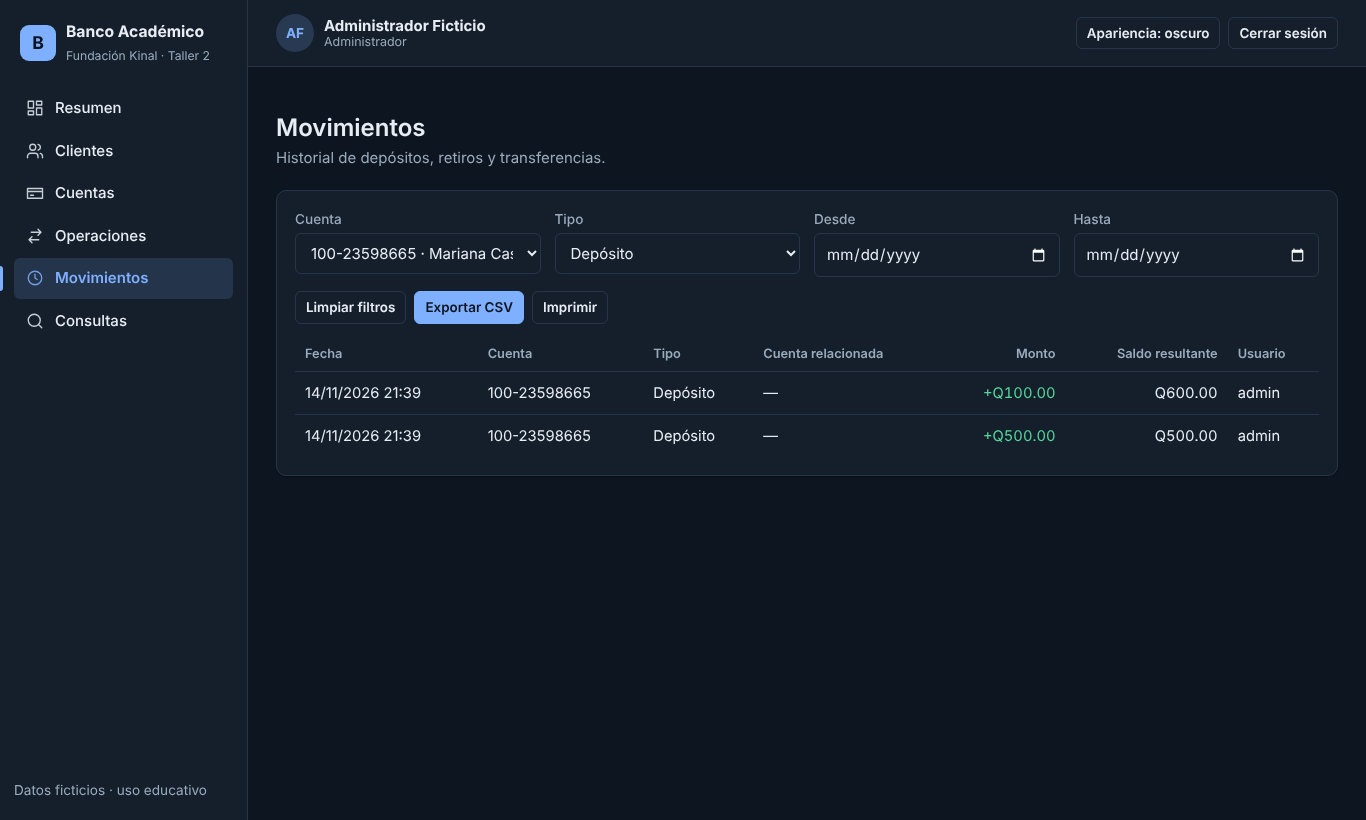 B
Banco Académico
Fundación Kinal · Taller 2
Resumen
Clientes
Cuentas
Operaciones
Movimientos
Consultas
Datos ficticios · uso educativo
AF
Administrador Ficticio
Administrador
Apariencia: oscuro
Cerrar sesión
Movimientos
Historial de depósitos, retiros y transferencias.
Cuenta Tipo Desde Hasta
100-23598665 · Mariana Cas Depósito mm/dd/yyyy mm/dd/yyyy
Limpiar filtros Exportar CSV Imprimir
Fecha Cuenta Tipo Cuenta relacionada Monto Saldo resultante Usuario
14/11/2026 21:39 100-23598665 Depósito — +Q100.00 Q600.00 admin
14/11/2026 21:39 100-23598665 Depósito — +Q500.00 Q500.00 admin